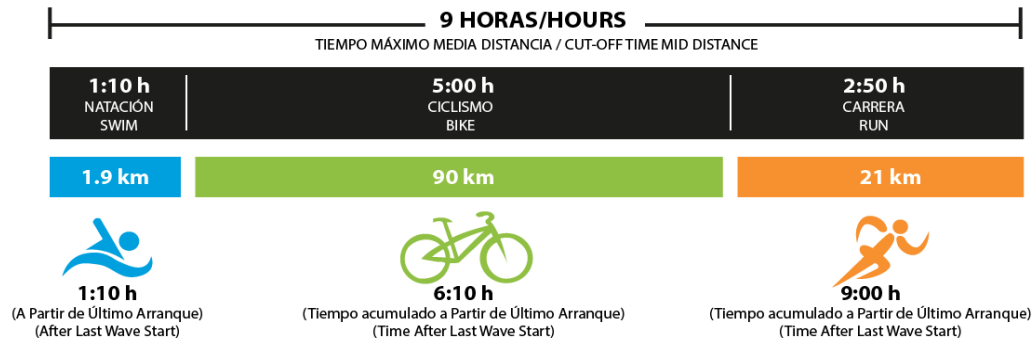 9 HORAS/HOURS
TIEMPO MÁXIMO MEDIA DISTANCIA / CUT-OFF TIME MID DISTANCE
1:10 h
NATACIÓN
SWIM
5:00 h
CICLISMO
BIKE
2:50 h
CARRERA
RUN
1.9 km
90 km
21 km
1:10 h
(A Partir de Último Arranque)
(After Last Wave Start)
6:10 h
(Tiempo acumulado a Partir de Último Arranque)
(Time After Last Wave Start)
9:00 h
(Tiempo acumulado a Partir de Último Arranque)
(Time After Last Wave Start)